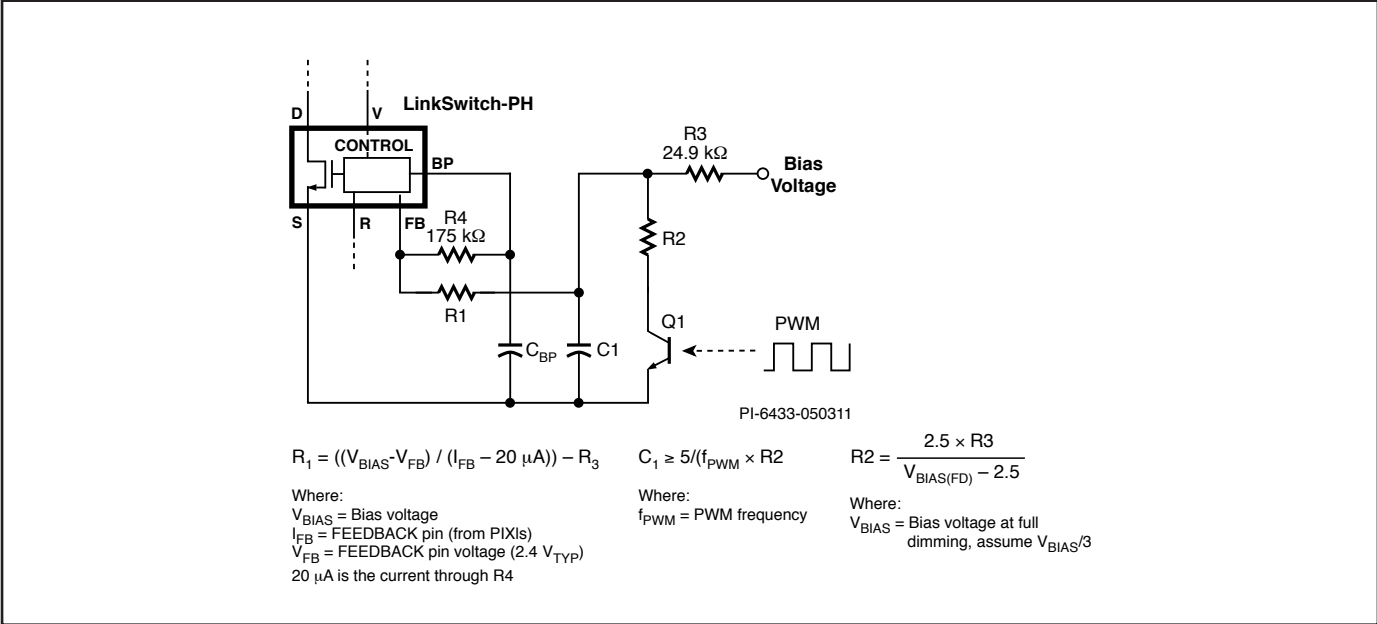 LinkSwitch-PH
D
V
CONTROL
BP
S
R
FB
R4
175 kΩ
R1
C_BP
C1
R3
24.9 kΩ
Bias
Voltage
R2
Q1
PWM
PI-6433-050311
R_1 = ((V_BIAS-V_FB) / (I_FB – 20 µA)) – R_3
Where:
V_BIAS = Bias voltage
I_FB = FEEDBACK pin (from PIXIs)
V_FB = FEEDBACK pin voltage (2.4 V_TYP)
20 µA is the current through R4
C_1 ≥ 5/(f_PWM × R2
Where:
f_PWM = PWM frequency
R2 = 2.5 × R3 / V_BIAS(FD) – 2.5
Where:
V_BIAS = Bias voltage at full
dimming, assume V_BIAS/3